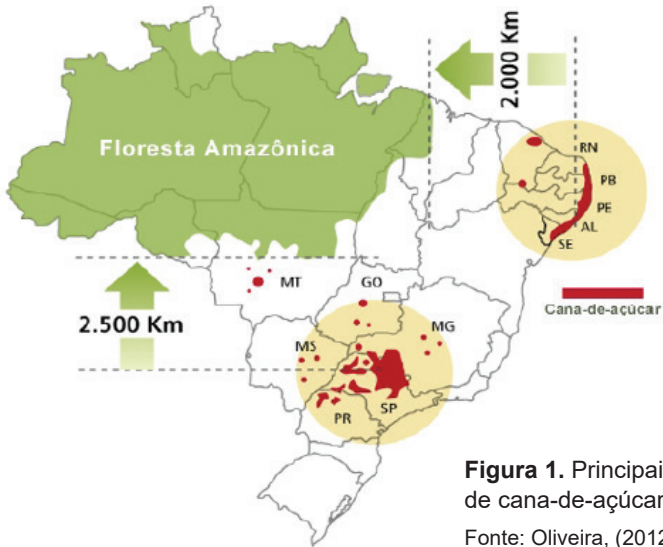 2.000 Km
Floresta Amazônica
RN
PB
PE
AL
SE
MT
GO
Cana-de-açúcar
2.500 Km
MS
MG
SP
PR
Figura 1. Principai
de cana-de-açúcar
Fonte: Oliveira, (2012